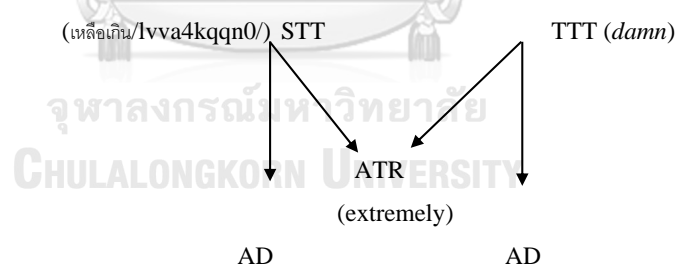 (เหลือเกิน/lvva4kqqn0/) STT TTT (damn)
จุฬาลงกรณ์มหาวิทยาลัย
CHULALONGKORN UNIVERSITY
ATR
(extremely)
AD AD